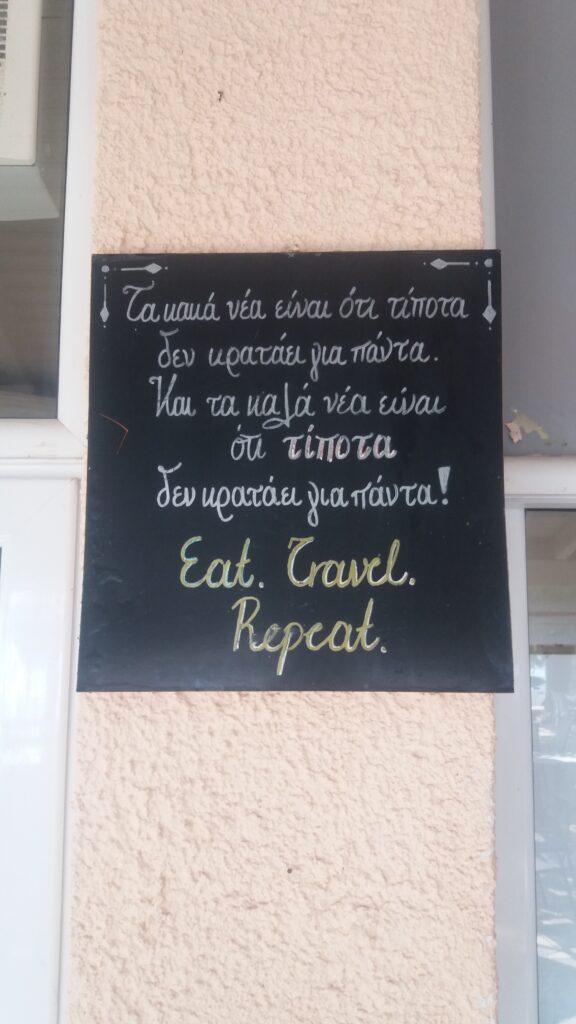 Τα κακά νέα είναι ότι τίποτα
δεν κρατάει για πάντα.
Και τα καλά νέα είναι
ότι τίποτα
δεν κρατάει για πάντα!
Eat. Travel.
Repeat.